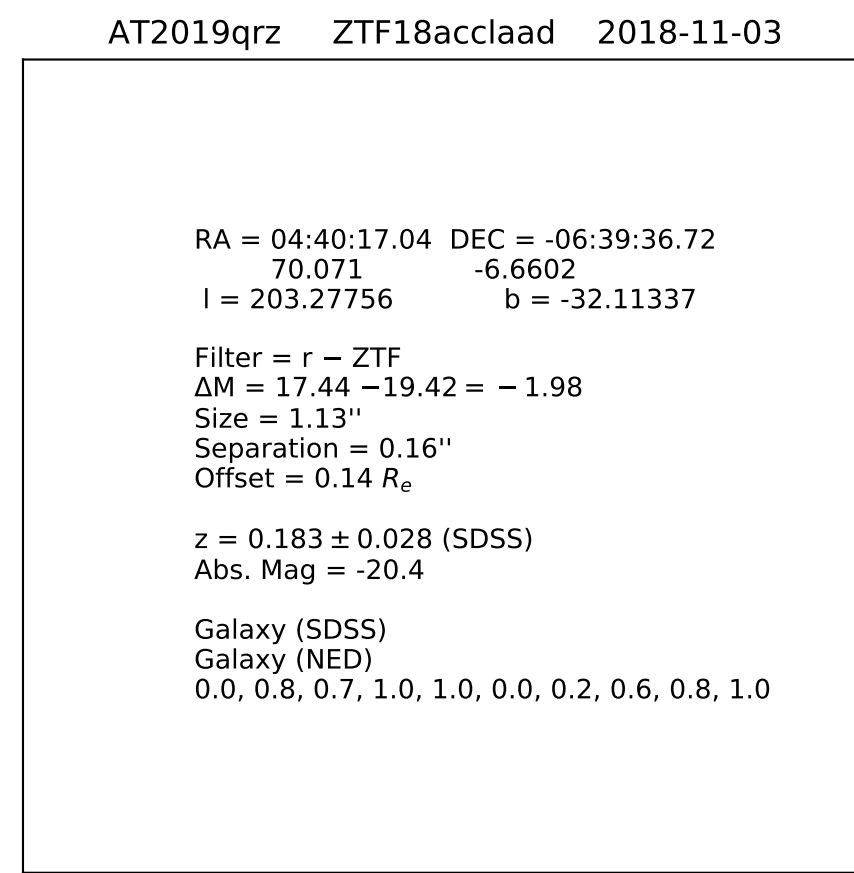 AT2019qrz ZTF18acclaad 2018-11-03
RA = 04:40:17.04 DEC = -06:39:36.72
70.071 -6.6602
l = 203.27756 b = -32.11337
Filter = r − ZTF
ΔM = 17.44 −19.42 = − 1.98
Size = 1.13''
Separation = 0.16''
Offset = 0.14 Rₑ
z = 0.183 ± 0.028 (SDSS)
Abs. Mag = -20.4
Galaxy (SDSS)
Galaxy (NED)
0.0, 0.8, 0.7, 1.0, 1.0, 0.0, 0.2, 0.6, 0.8, 1.0